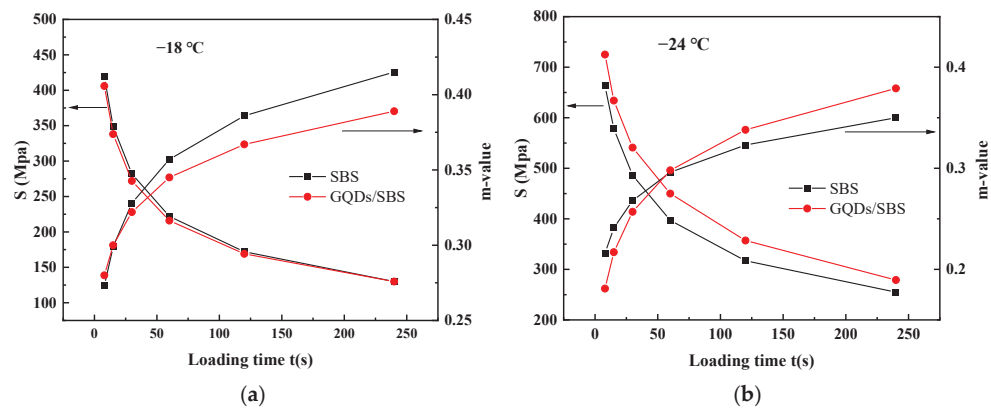 500
450
400
350
300
250
200
150
100
S (Mpa)
−18 °C
0.45
0.40
0.35
0.30
0.25
m-value
SBS
GQDs/SBS
0 50 100 150 200 250
Loading time t(s)
(a)
800
700
600
500
400
300
200
S (Mpa)
−24 °C
0.4
0.3
0.2
m-value
SBS
GQDs/SBS
0 50 100 150 200 250
Loading time t(s)
(b)